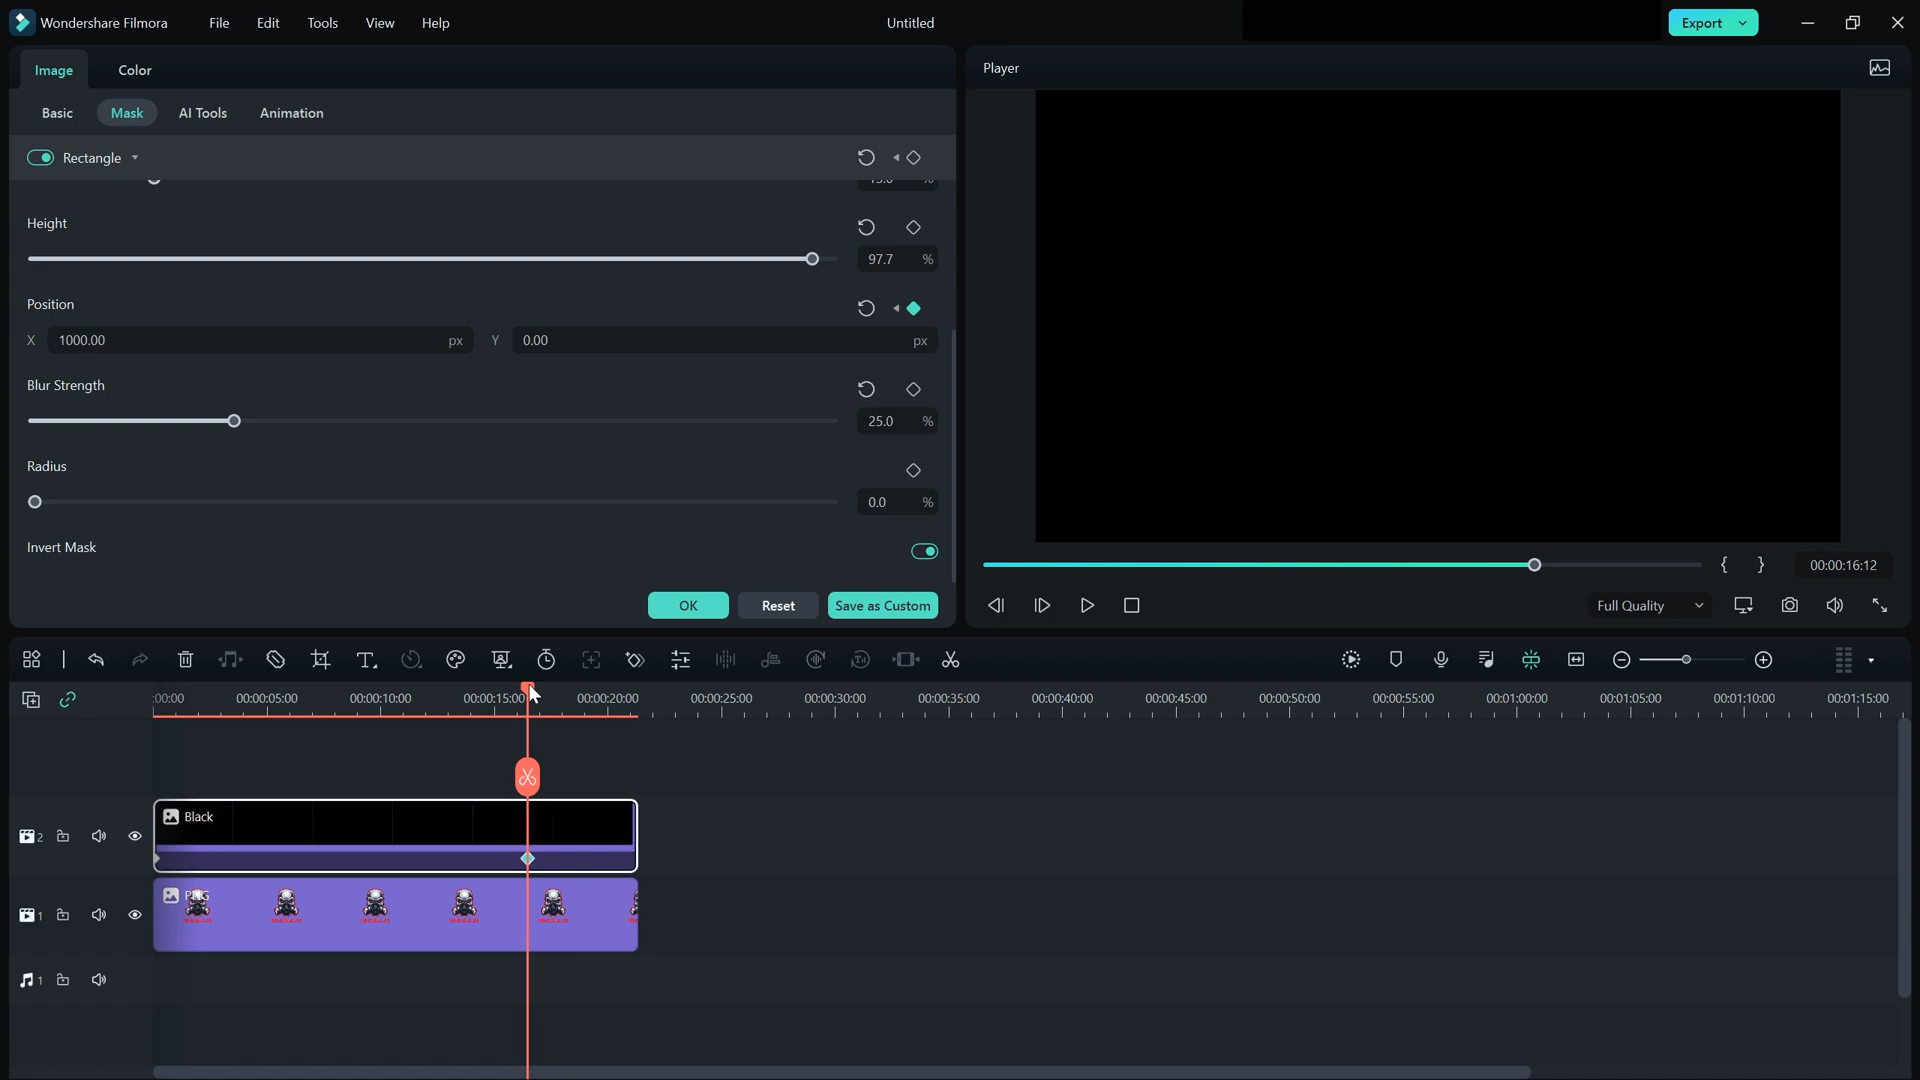 Wondershare Filmora File Edit Tools View Help Untitled Export
Image Color
Player
Basic Mask AI Tools Animation
Rectangle
Height
97.7 %
Position
X 1000.00 px Y 0.00 px
Blur Strength
25.0 %
Radius
0.0 %
Invert Mask
OK Reset Save as Custom
{ } 00:00:16:12
Full Quality
:00:00 00:00:05:00 00:00:10:00 00:00:15:00 00:00:20:00 00:00:25:00 00:00:30:00 00:00:35:00 00:00:40:00 00:00:45:00 00:00:50:00 00:00:55:00 00:01:00:00 00:01:05:00 00:01:10:00 00:01:15:00
2 Black
1
1